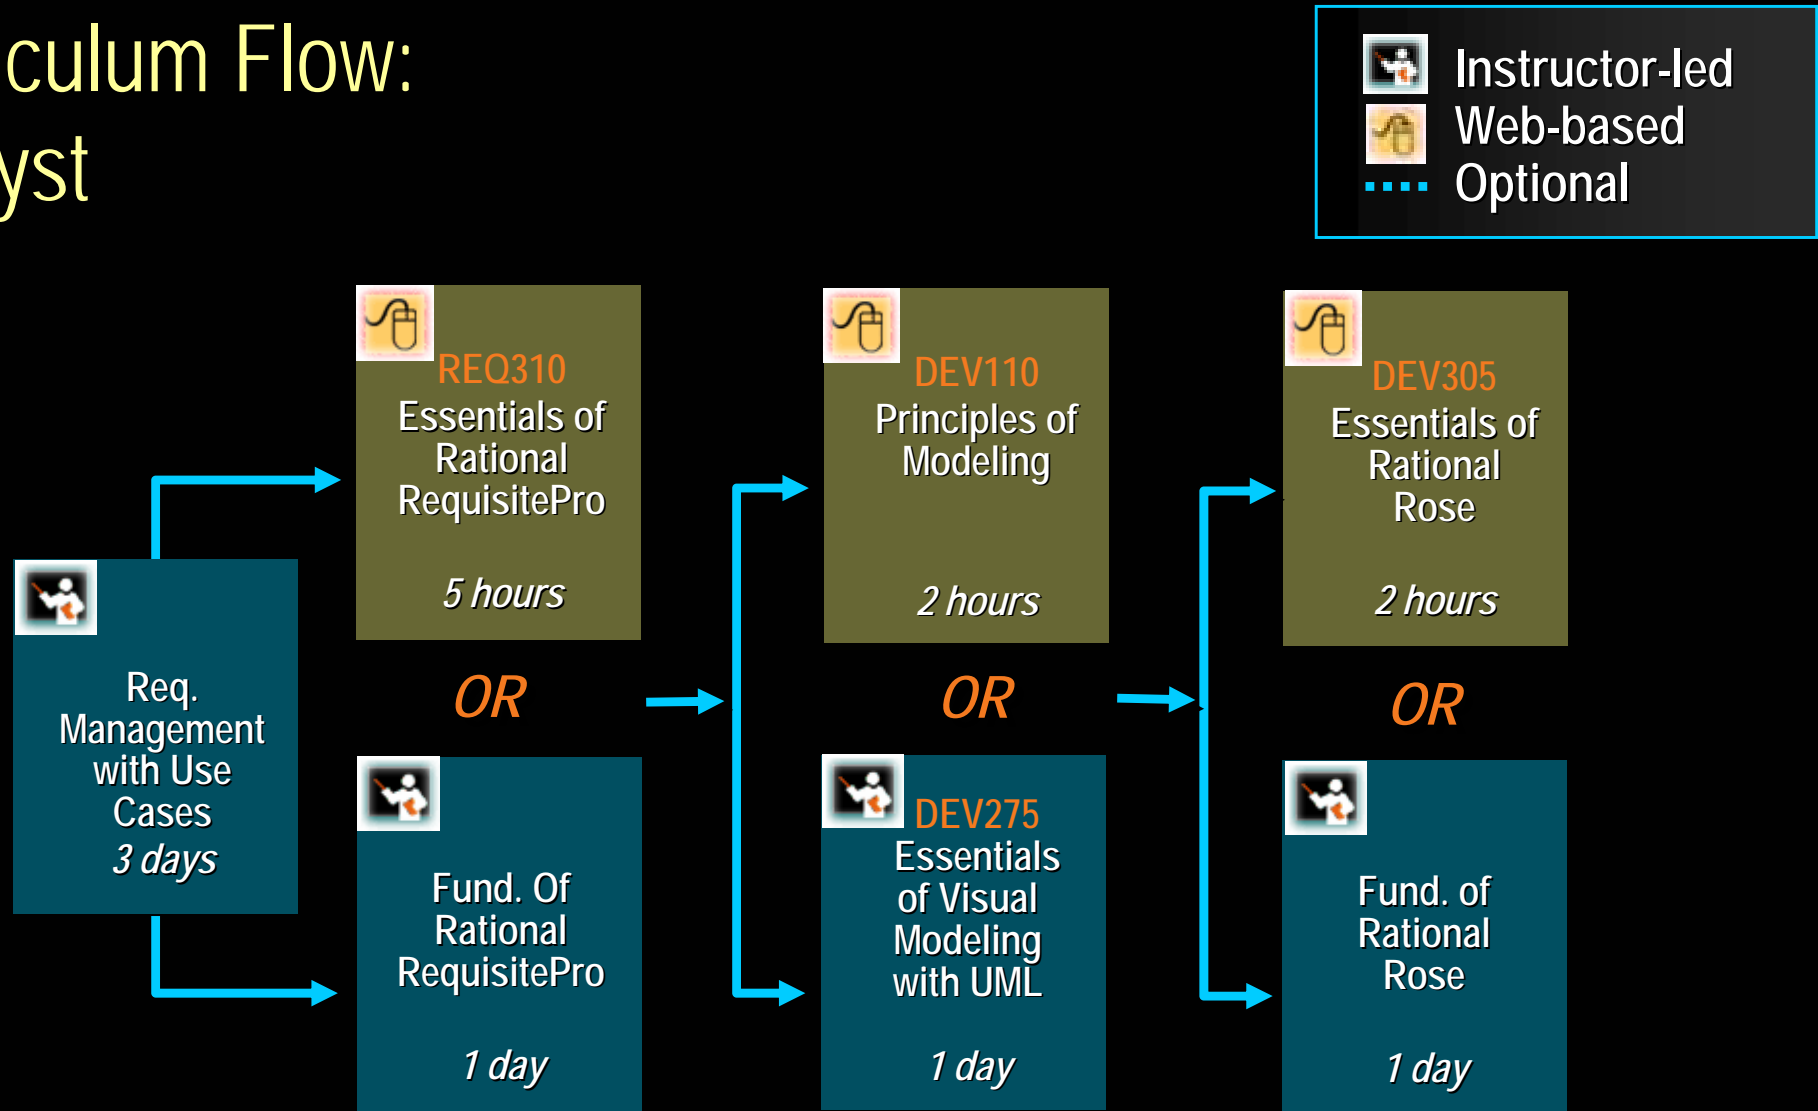 culum Flow:
yst
Instructor-led
Web-based
Optional
Req.
Management
with Use
Cases
3 days
REQ310
Essentials of
Rational
RequisitePro
5 hours
OR
Fund. Of
Rational
RequisitePro
1 day
DEV110
Principles of
Modeling
2 hours
OR
DEV275
Essentials
of Visual
Modeling
with UML
1 day
DEV305
Essentials of
Rational
Rose
2 hours
OR
Fund. of
Rational
Rose
1 day